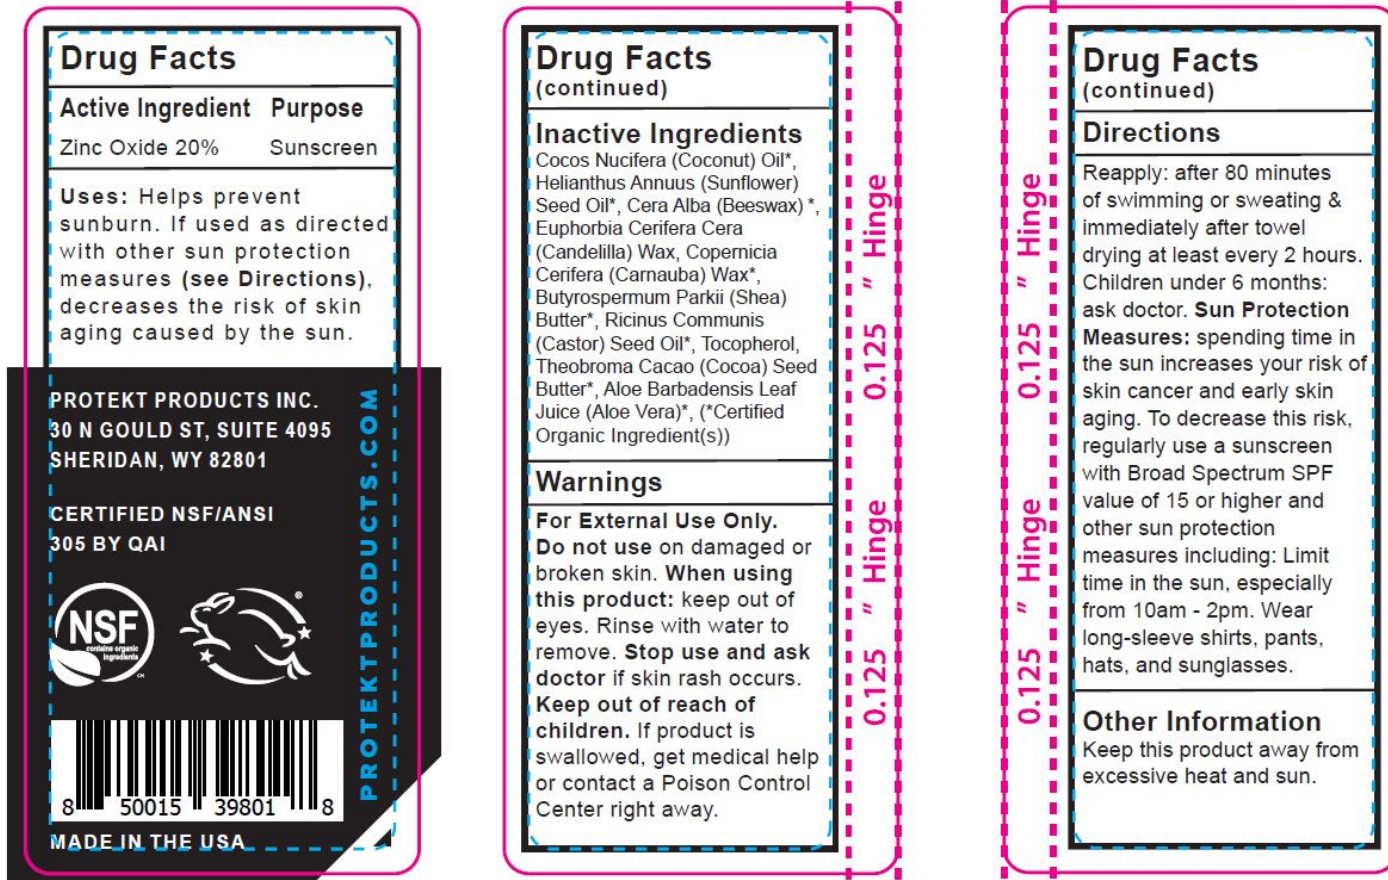 Drug Facts
Active Ingredient Purpose
Zinc Oxide 20% Sunscreen
Uses: Helps prevent
sunburn. If used as directed
with other sun protection
measures (see Directions),
decreases the risk of skin
aging caused by the sun.
PROTEKT PRODUCTS INC.
30 N GOULD ST, SUITE 4095
SHERIDAN, WY 82801
CERTIFIED NSF/ANSI
305 BY QAI
NSF
contains organic
ingredients
CH
®
8 50015 39801 8
MADE IN THE USA
PROTEKTPRODUCTS.COM
Drug Facts
(continued)
Inactive Ingredients
Cocos Nucifera (Coconut) Oil*,
Helianthus Annuus (Sunflower)
Seed Oil*, Cera Alba (Beeswax) *,
Euphorbia Cerifera Cera
(Candelilla) Wax, Copernicia
Cerifera (Carnauba) Wax*,
Butyrospermum Parkii (Shea)
Butter*, Ricinus Communis
(Castor) Seed Oil*, Tocopherol,
Theobroma Cacao (Cocoa) Seed
Butter*, Aloe Barbadensis Leaf
Juice (Aloe Vera)*, (*Certified
Organic Ingredient(s))
Warnings
For External Use Only.
Do not use on damaged or
broken skin. When using
this product: keep out of
eyes. Rinse with water to
remove. Stop use and ask
doctor if skin rash occurs.
Keep out of reach of
children. If product is
swallowed, get medical help
or contact a Poison Control
Center right away.
0.125 " Hinge 0.125 " Hinge
0.125 " Hinge 0.125 " Hinge
Drug Facts
(continued)
Directions
Reapply: after 80 minutes
of swimming or sweating &
immediately after towel
drying at least every 2 hours.
Children under 6 months:
ask doctor. Sun Protection
Measures: spending time in
the sun increases your risk of
skin cancer and early skin
aging. To decrease this risk,
regularly use a sunscreen
with Broad Spectrum SPF
value of 15 or higher and
other sun protection
measures including: Limit
time in the sun, especially
from 10am - 2pm. Wear
long-sleeve shirts, pants,
hats, and sunglasses.
Other Information
Keep this product away from
excessive heat and sun.